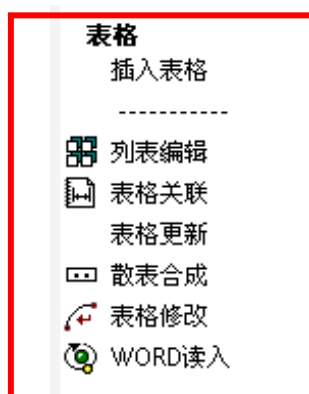 表格
插入表格
-----------
列表编辑
表格关联
表格更新
散表合成
表格修改
WORD读入